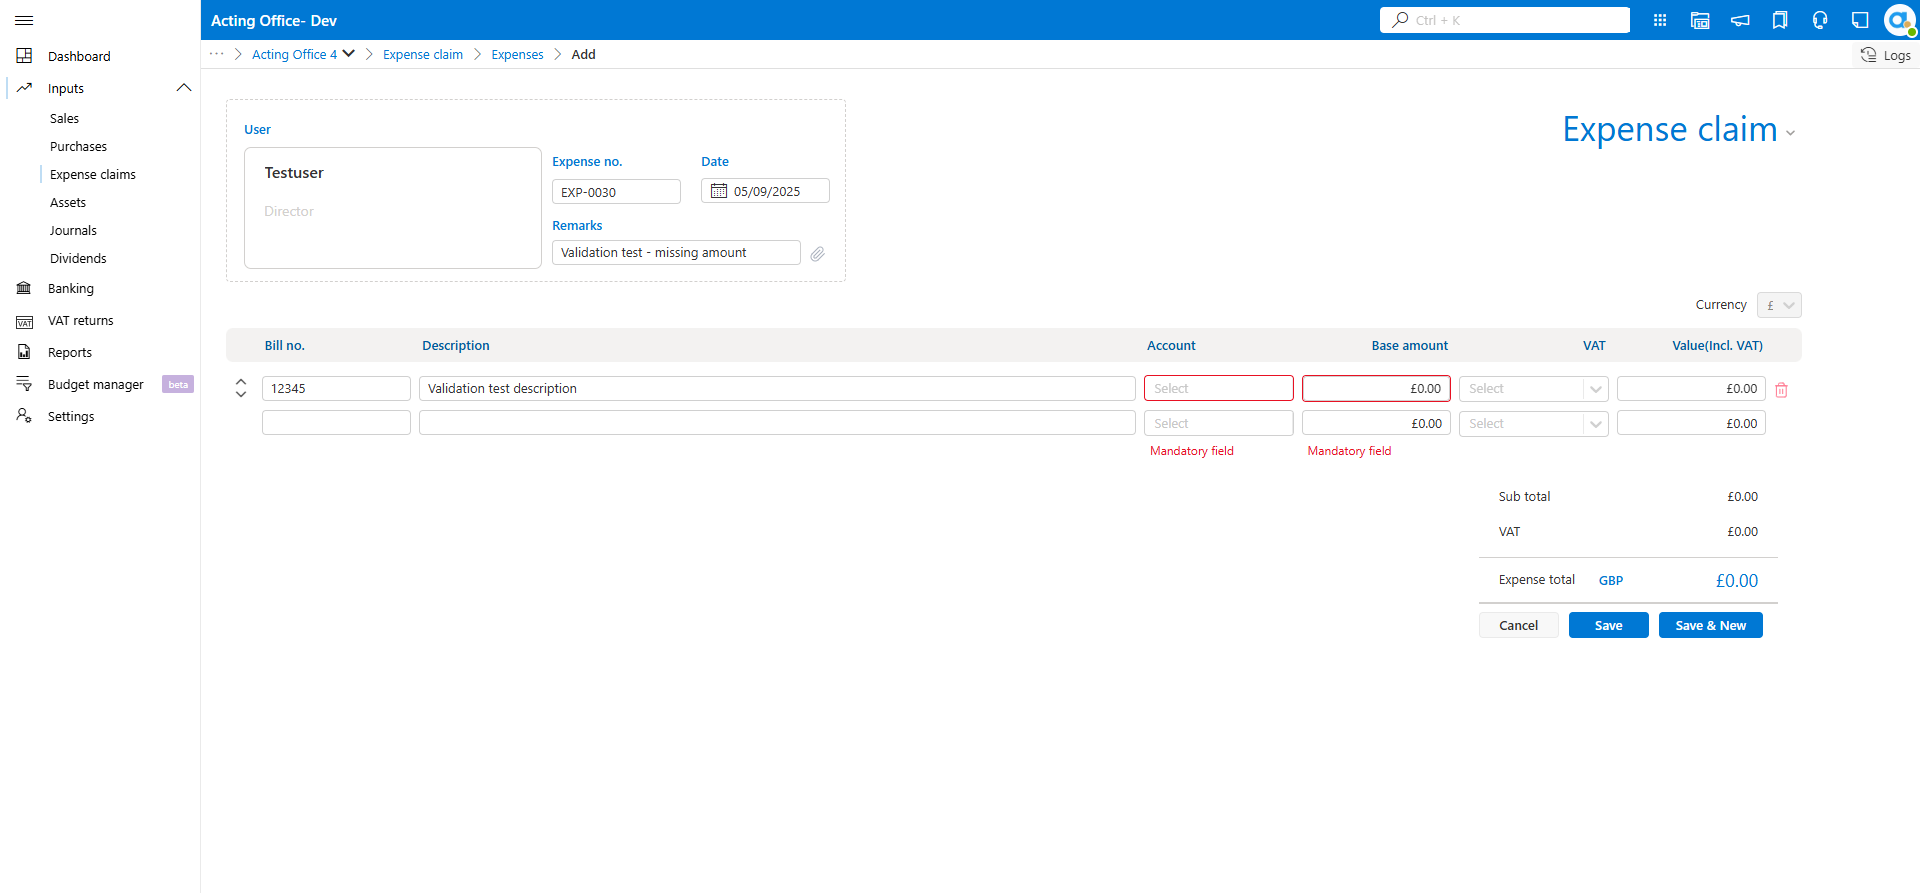 Acting Office- Dev
Ctrl + K
Dashboard
Inputs
Sales
Purchases
Expense claims
Assets
Journals
Dividends
Banking
VAT returns
Reports
Budget manager beta
Settings
··· Acting Office 4 Expense claim Expenses Add
Logs
User
Testuser
Director
Expense no.
EXP-0030
Date
05/09/2025
Remarks
Validation test - missing amount
Expense claim
Currency £
Bill no. Description Account Base amount VAT Value(Incl. VAT)
12345 Validation test description Select £0.00 Select £0.00
Select £0.00 Select £0.00
Mandatory field Mandatory field
Sub total £0.00
VAT £0.00
Expense total GBP £0.00
Cancel Save Save & New